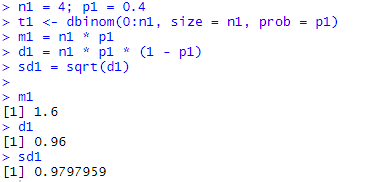 > n1 = 4; p1 = 0.4
> t1 <- dbinom(0:n1, size = n1, prob = p1)
> m1 = n1 * p1
> d1 = n1 * p1 * (1 - p1)
> sd1 = sqrt(d1)
>
> m1
[1] 1.6
> d1
[1] 0.96
> sd1
[1] 0.9797959